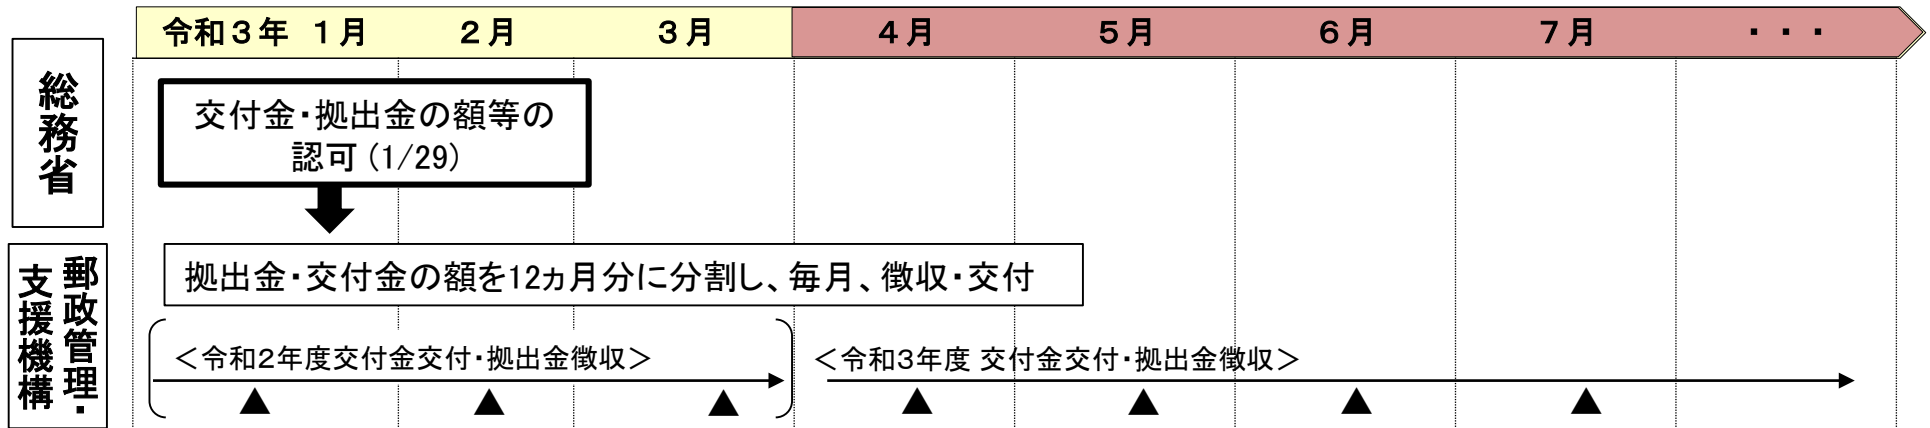 令和３年 １月 ２月 ３月 ４月 ５月 ６月 ７月 ・・・
総務省
交付金・拠出金の額等の
認可 (1/29)
郵政管理・
支援機構
拠出金・交付金の額を12ヵ月分に分割し、毎月、徴収・交付
＜令和２年度交付金交付・拠出金徴収＞
＜令和３年度 交付金交付・拠出金徴収＞